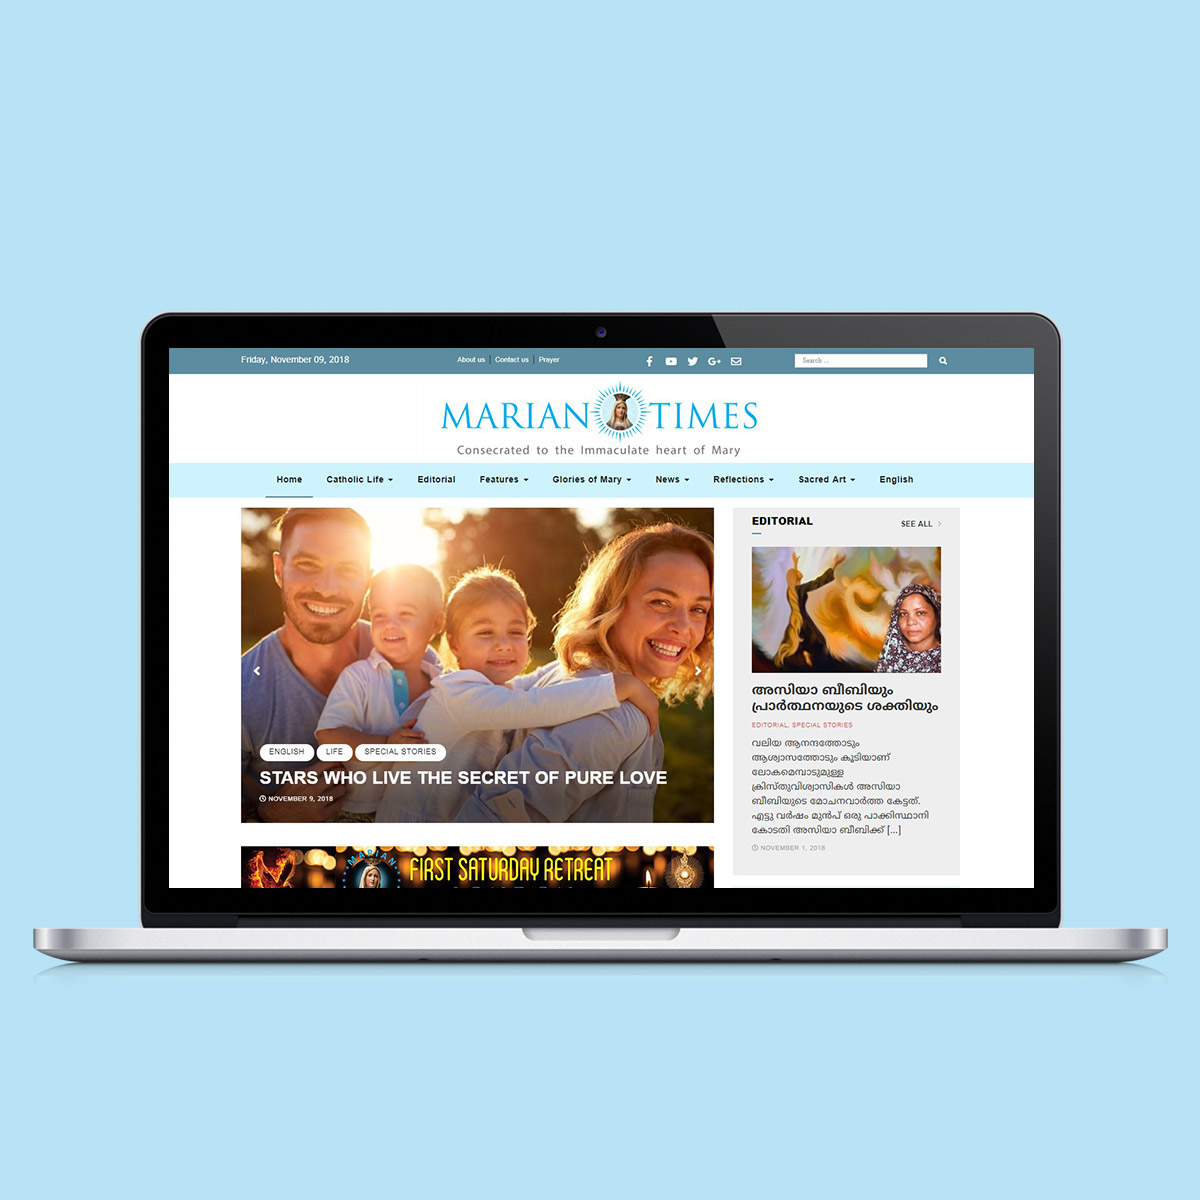 Friday, November 09, 2018
About us | Contact us | Prayer
Search ...
MARIAN TIMES
Consecrated to the Immaculate heart of Mary
Home Catholic Life Editorial Features Glories of Mary News Reflections Sacred Art English
ENGLISH LIFE SPECIAL STORIES
STARS WHO LIVE THE SECRET OF PURE LOVE
NOVEMBER 9, 2018
MARIAN
FIRST SATURDAY RETREAT
EDITORIAL
SEE ALL >
അസിയാ ബീബിയും
പ്രാർത്ഥനയുടെ ശക്തിയും
EDITORIAL, SPECIAL STORIES
വലിയ ആനന്ദത്തോടും
ആശ്വാസത്തോടും കൂടിയാണ്
ലോകമെമ്പാടുമുള്ള
ക്രിസ്തുവിശ്വാസികൾ അസിയാ
ബീബിയുടെ മോചനവാർത്ത കേട്ടത്.
എട്ടു വർഷം മുൻപ് ഒരു പാക്കിസ്ഥാനി
കോടതി അസിയാ ബീബിക്ക് [...]
NOVEMBER 1, 2018